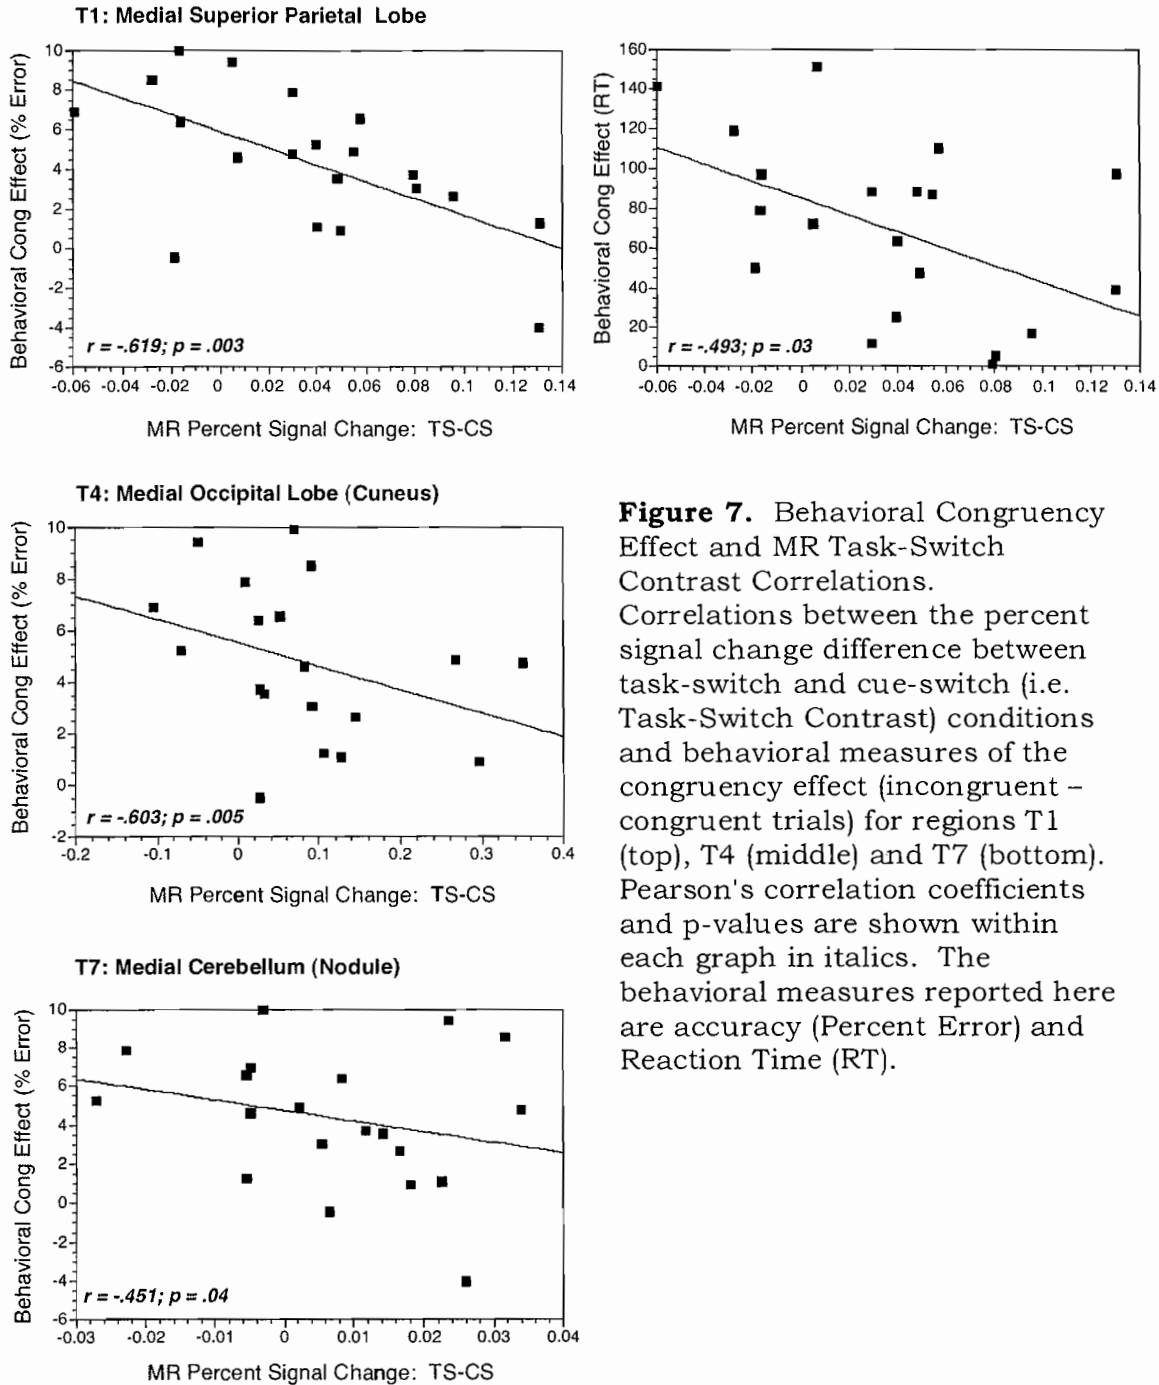 T1: Medial Superior Parietal Lobe
Behavioral Cong Effect (% Error)
10
8
6
4
2
0
-2
-4
-6
r = -.619; p = .003
-0.06 -0.04 -0.02 0 0.02 0.04 0.06 0.08 0.1 0.12 0.14
MR Percent Signal Change: TS-CS
Behavioral Cong Effect (RT)
160
140
120
100
80
60
40
20
0
r = -.493; p = .03
-0.06 -0.04 -0.02 0 0.02 0.04 0.06 0.08 0.1 0.12 0.14
MR Percent Signal Change: TS-CS
T4: Medial Occipital Lobe (Cuneus)
Behavioral Cong Effect (% Error)
10
8
6
4
2
0
-2
r = -.603; p = .005
-0.2 -0.1 0 0.1 0.2 0.3 0.4
MR Percent Signal Change: TS-CS
Figure 7. Behavioral Congruency
Effect and MR Task-Switch
Contrast Correlations.
Correlations between the percent
signal change difference between
task-switch and cue-switch (i.e.
Task-Switch Contrast) conditions
and behavioral measures of the
congruency effect (incongruent –
congruent trials) for regions T1
(top), T4 (middle) and T7 (bottom).
Pearson's correlation coefficients
and p-values are shown within
each graph in italics. The
behavioral measures reported here
are accuracy (Percent Error) and
Reaction Time (RT).
T7: Medial Cerebellum (Nodule)
Behavioral Cong Effect (% Error)
10
8
6
4
2
0
-2
-4
-6
r = -.451; p = .04
-0.03 -0.02 -0.01 0 0.01 0.02 0.03 0.04
MR Percent Signal Change: TS-CS